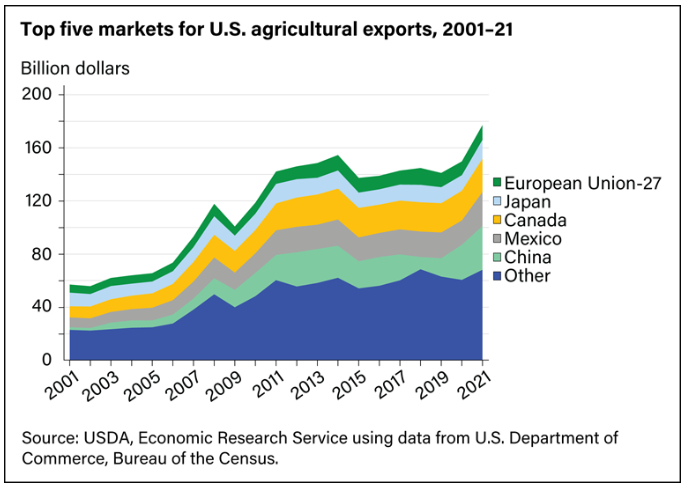 Top five markets for U.S. agricultural exports, 2001–21
Billion dollars
200
160
120
80
40
0
2001
2003
2005
2007
2009
2011
2013
2015
2017
2019
2021
European Union-27
Japan
Canada
Mexico
China
Other
Source: USDA, Economic Research Service using data from U.S. Department of
Commerce, Bureau of the Census.